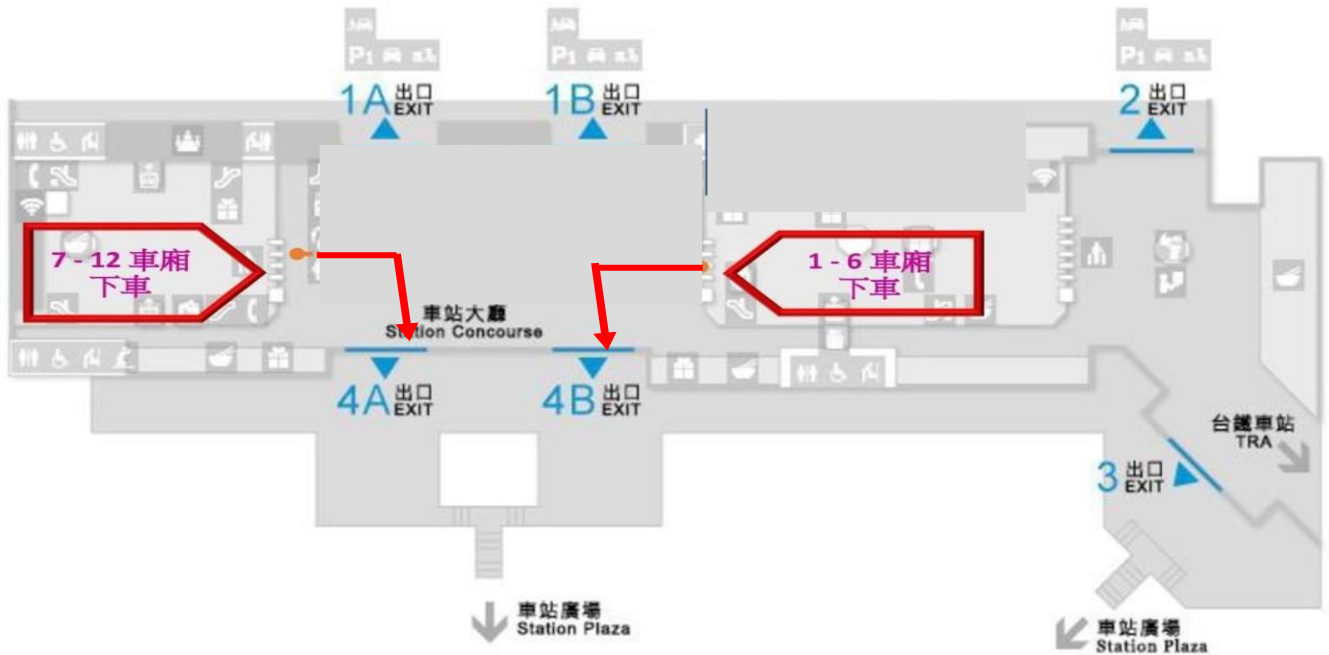 P1
P1
P1
1A 出口
EXIT
1B 出口
EXIT
2 出口
EXIT
7 - 12 車廂
下車
1 - 6 車廂
下車
車站大廳
Station Concourse
4A 出口
EXIT
4B 出口
EXIT
台鐵車站
TRA
3 出口
EXIT
車站廣場
Station Plaza
車站廣場
Station Plaza